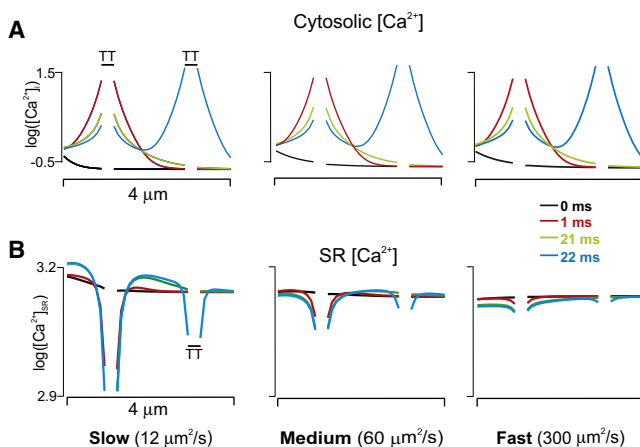 A
Cytosolic [Ca²⁺]
TT
TT
1.5
log([Ca²⁺]ᵢ)
-0.5
4 μm
0 ms
1 ms
21 ms
22 ms
B
SR [Ca²⁺]
3.2
log([Ca²⁺]SR)
TT
2.9
4 μm
Slow (12 μm²/s)
Medium (60 μm²/s)
Fast (300 μm²/s)